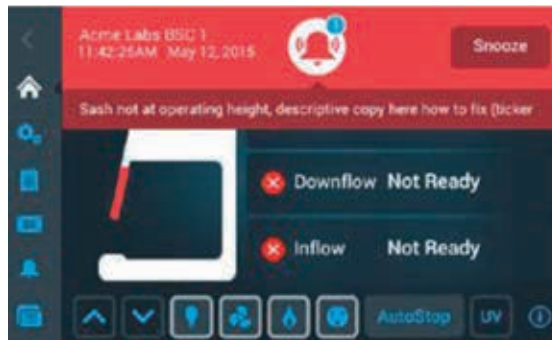 Acme Labs BSC 1
11:42:25AM May 12, 2015
Snooze
Sash not at operating height, descriptive copy here how to fix (ticker
Downflow Not Ready
Inflow Not Ready
AutoStop
UV